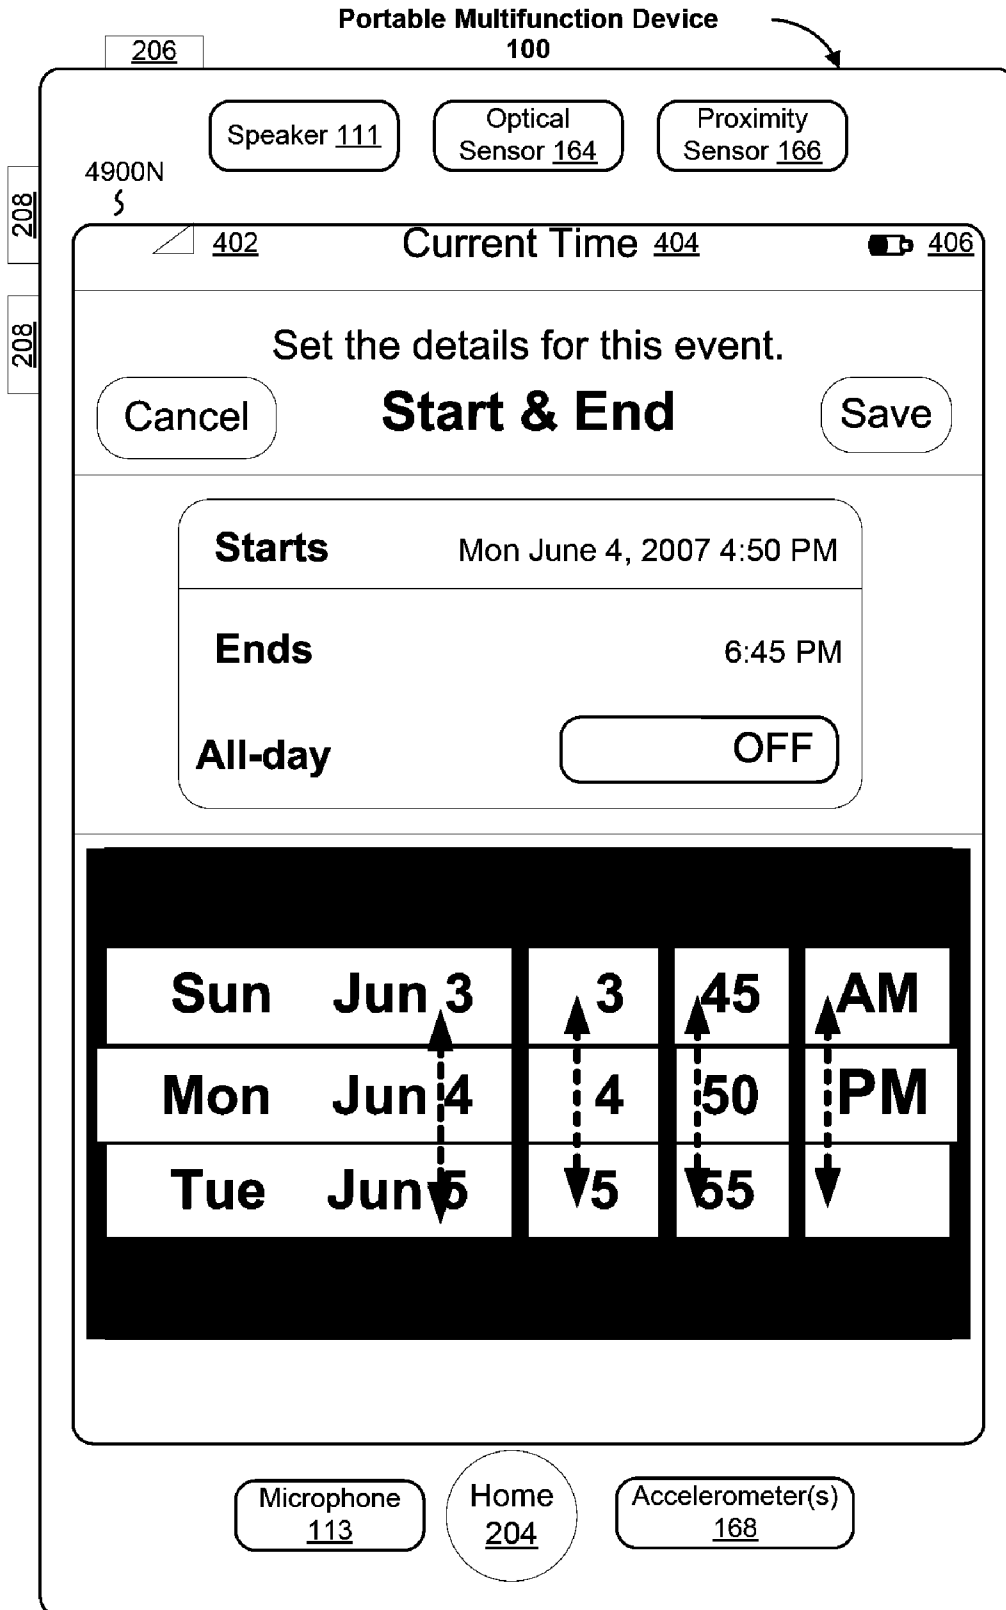 Portable Multifunction Device
100
206
Speaker 111
Optical
Sensor 164
Proximity
Sensor 166
4900N
208
208
402
Current Time 404
406
Set the details for this event.
Cancel
Start & End
Save
Starts
Mon June 4, 2007 4:50 PM
Ends
6:45 PM
All-day
OFF
Sun Jun 3 3 45 AM
Mon Jun 4 4 50 PM
Tue Jun 5 5 55
Microphone
113
Home
204
Accelerometer(s)
168